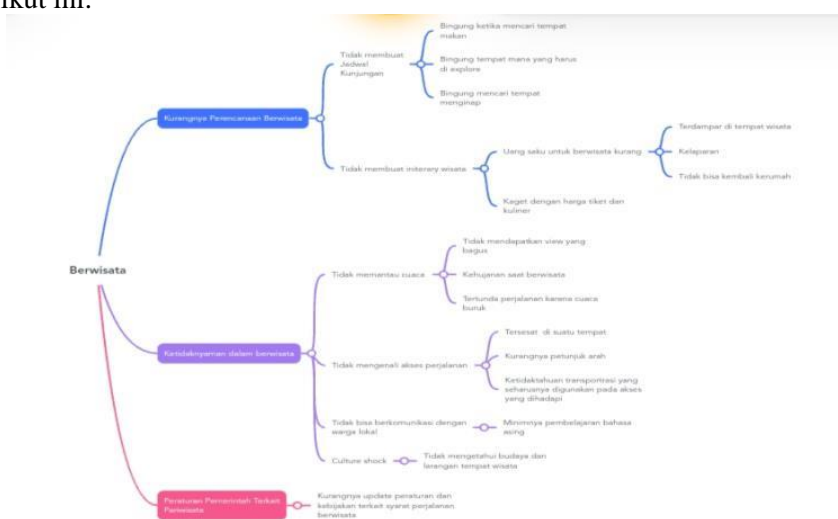 ikut ini:
Bingung ketika mencari tempat
makan
Tidak membuat
Jadwal
Kunjungan
Bingung tempat mana yang harus
di explore
Bingung mencari tempat
menginap
Kurangnya Perencanaan Berwisata
Terdampar di tempat wisata
Uang saku untuk berwisata kurang
Kelaparan
Tidak membuat initerary wisata
Tidak bisa kembali kerumah
Kaget dengan harga tiket dan
kuliner
Berwisata
Tidak mendapatkan view yang
bagus
Tidak memantau cuaca
Kehujanan saat berwisata
Tertunda perjalanan karena cuaca
buruk
Ketidaknyaman dalam berwisata
Tersesat di suatu tempat
Tidak mengenali akses perjalanan
Kurangnya petunjuk arah
Ketidaktahuan transportrasi yang
seharusnya digunakan pada akses
yang dihadapi
Tidak bisa berkomunikasi dengan
warga lokal
Minimnya pembelajaran bahasa
asing
Culture shock
Tidak mengetahui budaya dan
larangan tempat wisata
Peraturan Pemerintah Terkait
Pariwisata
Kurangnya update peraturan dan
kebijakan terkait syarat perjalanan
berwisata